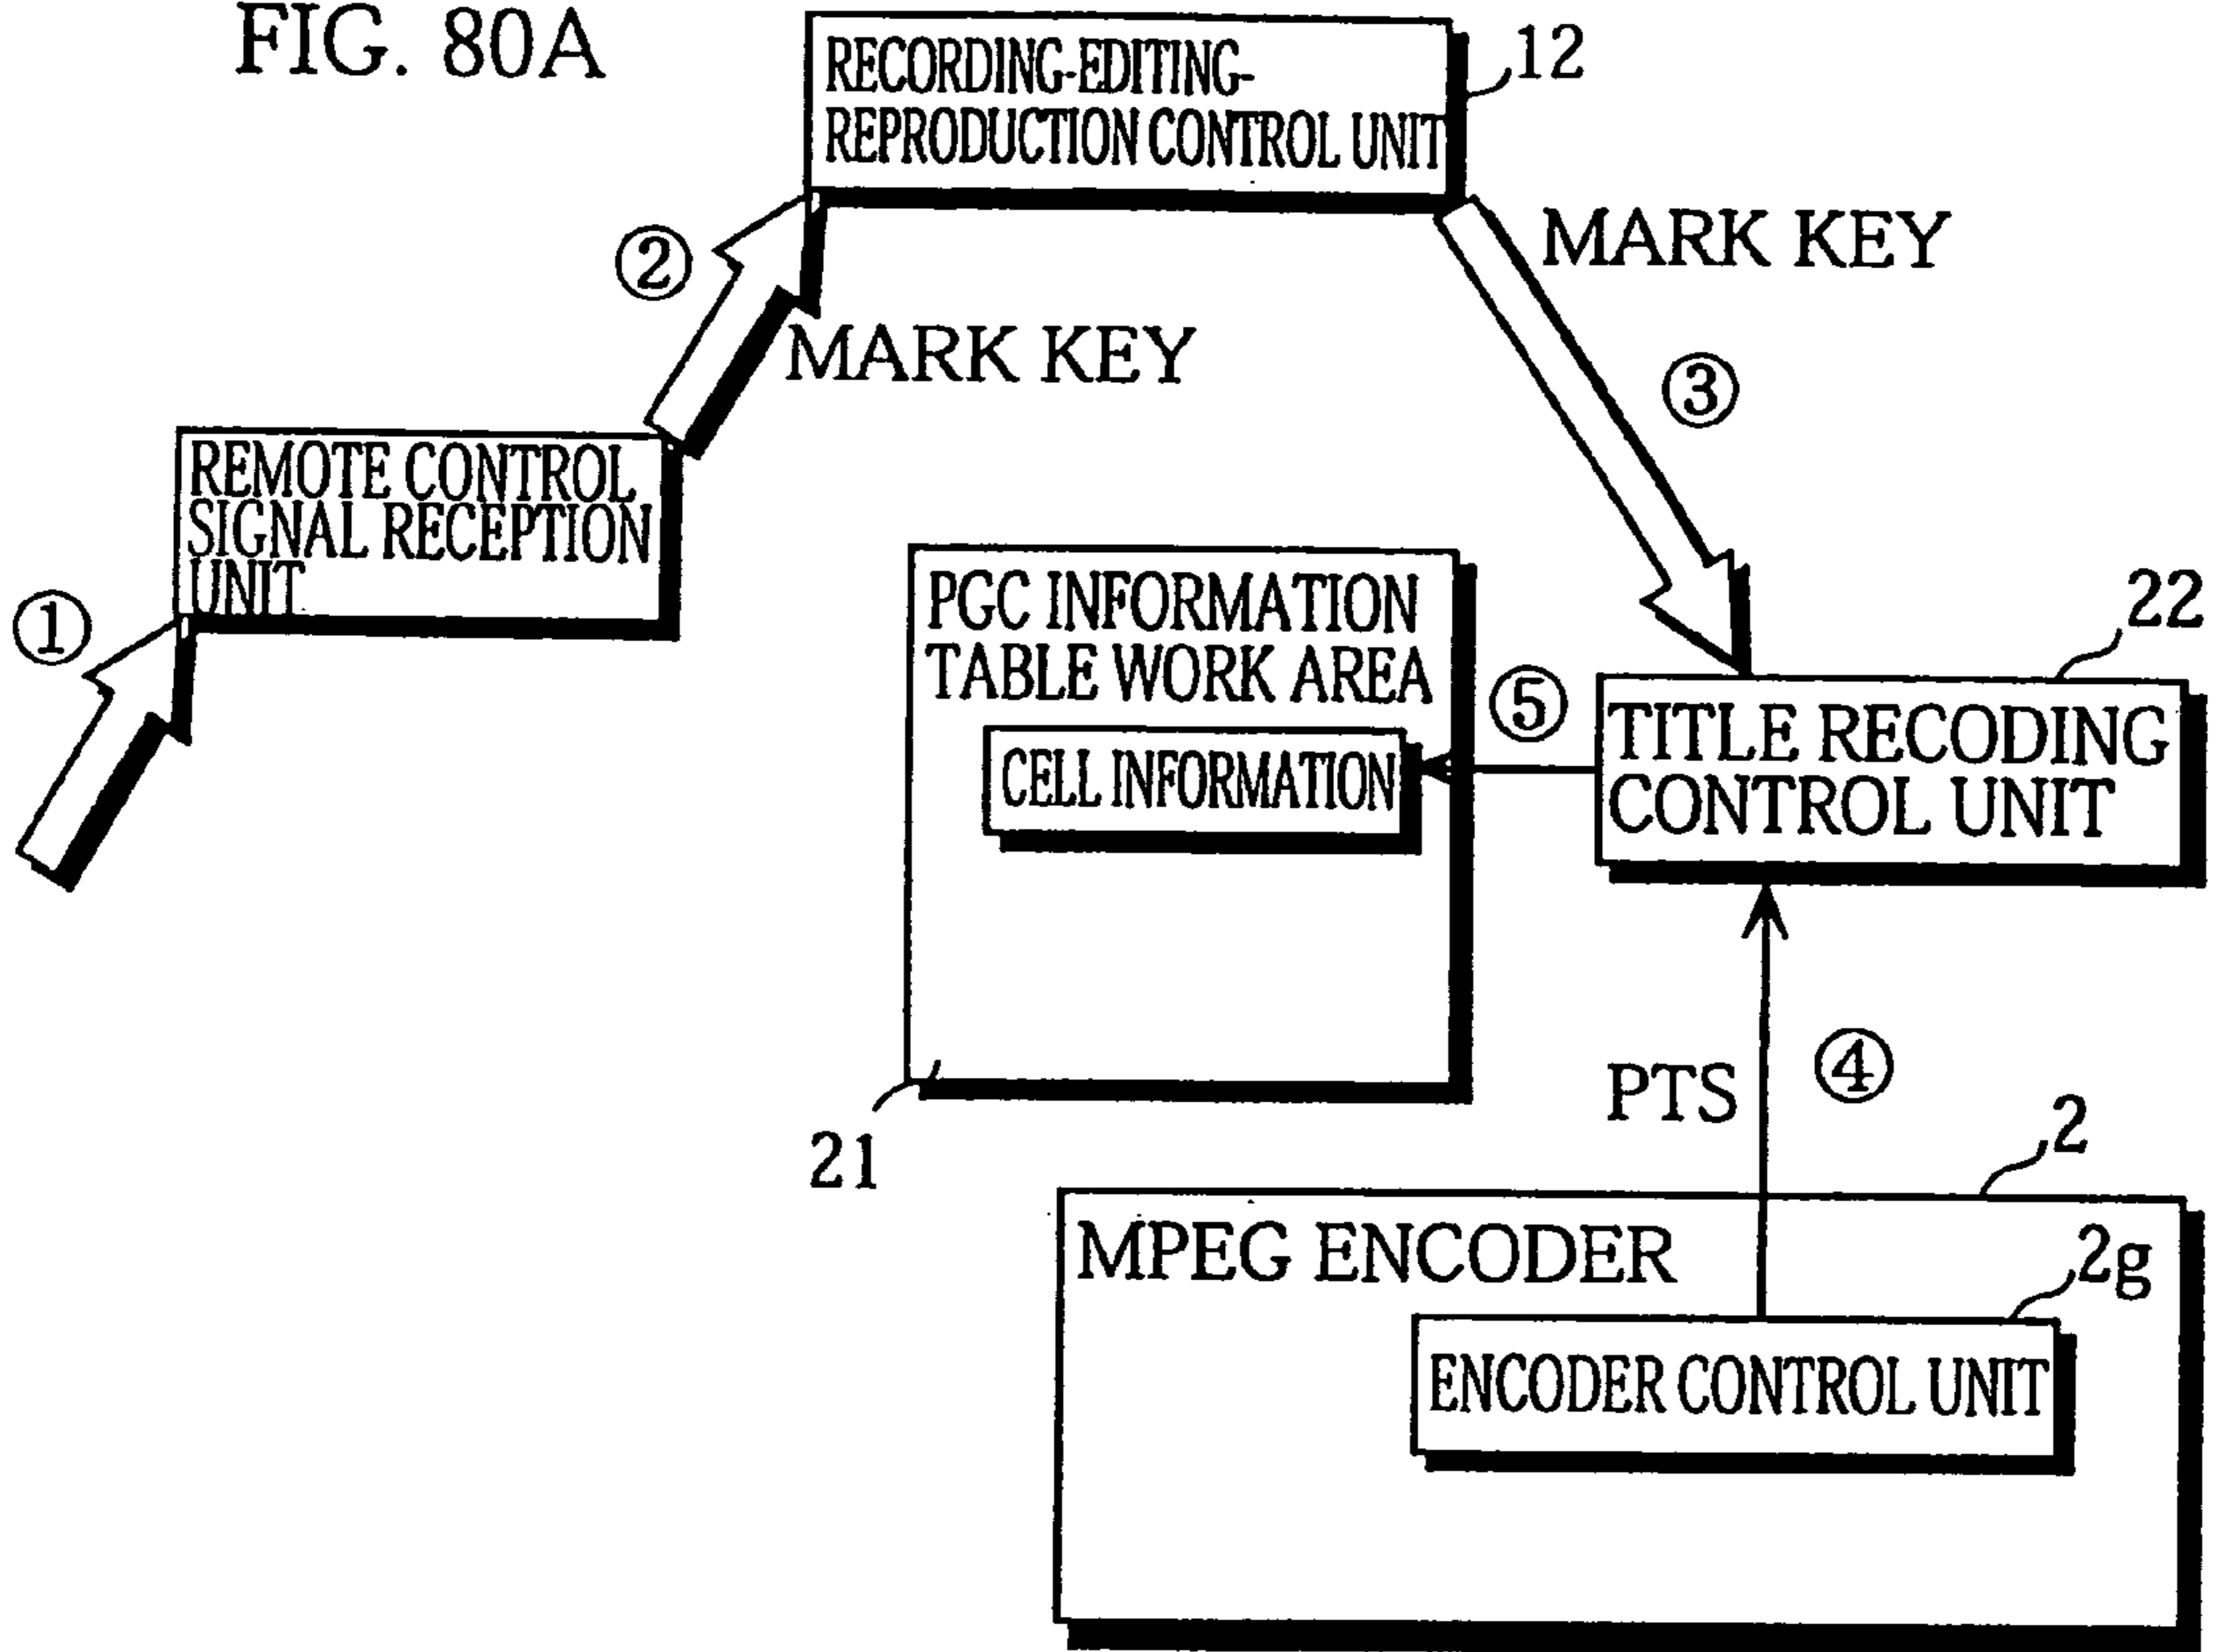 FIG. 80A
RECORDING-EDITING-
REPRODUCTION CONTROL UNIT
12
②
MARK KEY
MARK KEY
③
REMOTE CONTROL
SIGNAL RECEPTION
UNIT
①
PGC INFORMATION
TABLE WORK AREA
CELL INFORMATION
21
⑤
22
TITLE RECODING
CONTROL UNIT
PTS
④
2
MPEG ENCODER
2g
ENCODER CONTROL UNIT